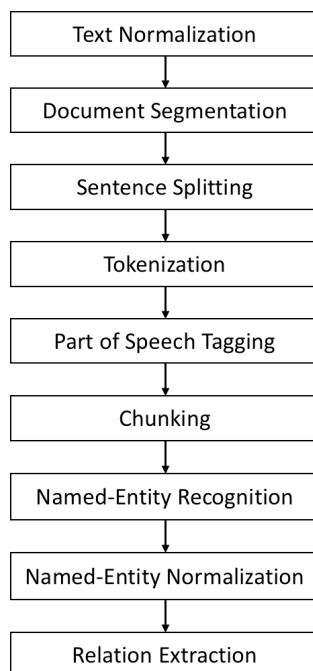 Text Normalization
Document Segmentation
Sentence Splitting
Tokenization
Part of Speech Tagging
Chunking
Named-Entity Recognition
Named-Entity Normalization
Relation Extraction